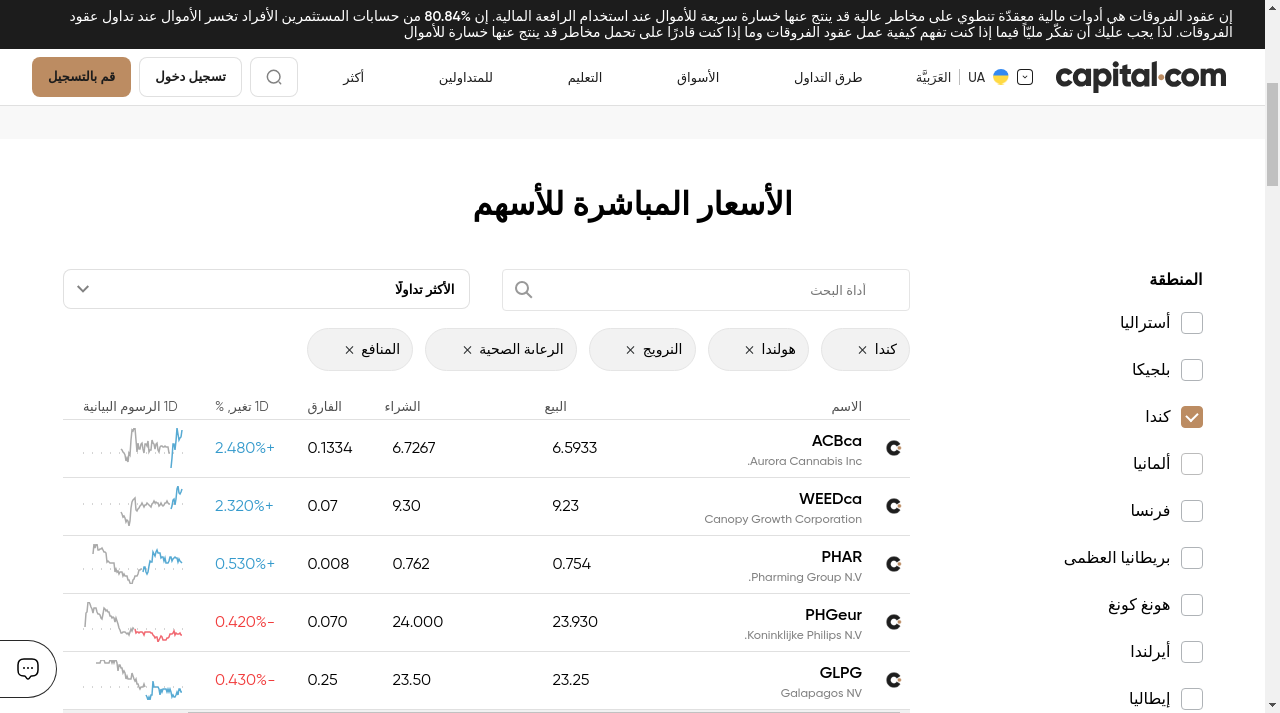 إن عقود الفروقات هي أدوات مالية معقدّة تنطوي على مخاطر عالية قد ينتج عنها خسارة سريعة للأموال عند استخدام الرافعة المالية. إن 80.84% من حسابات المستثمرين الأفراد تخسر الأموال عند تداول عقود
الفروقات. لذا يجب عليك أن تفكّر مليًّا فيما إذا كنت تفهم كيفية عمل عقود الفروقات وما إذا كنت قادرًا على تحمل مخاطر قد ينتج عنها خسارة للأموال
capital.com
UA
العَرَبيَّة
طرق التداول
الأسواق
التعليم
للمتداولين
أكثر
تسجيل دخول
قم بالتسجيل
الأسعار المباشرة للأسهم
المنطقة
أستراليا
بلجيكا
كندا
ألمانيا
فرنسا
بريطانيا العظمى
هونغ كونغ
أيرلندا
إيطاليا
أداة البحث
الأكثر تداولًا
كندا
هولندا
النرويج
الرعاية الصحية
المنافع
الاسم البيع الشراء الفارق 1D تغير, % 1D الرسوم البيانية
ACBca 6.5933 6.7267 0.1334 +2.480%
Aurora Cannabis Inc.
WEEDca 9.23 9.30 0.07 +2.320%
Canopy Growth Corporation
PHAR 0.754 0.762 0.008 +0.530%
Pharming Group N.V.
PHGeur 23.930 24.000 0.070 -0.420%
Koninklijke Philips N.V.
GLPG 23.25 23.50 0.25 -0.430%
Galapagos NV